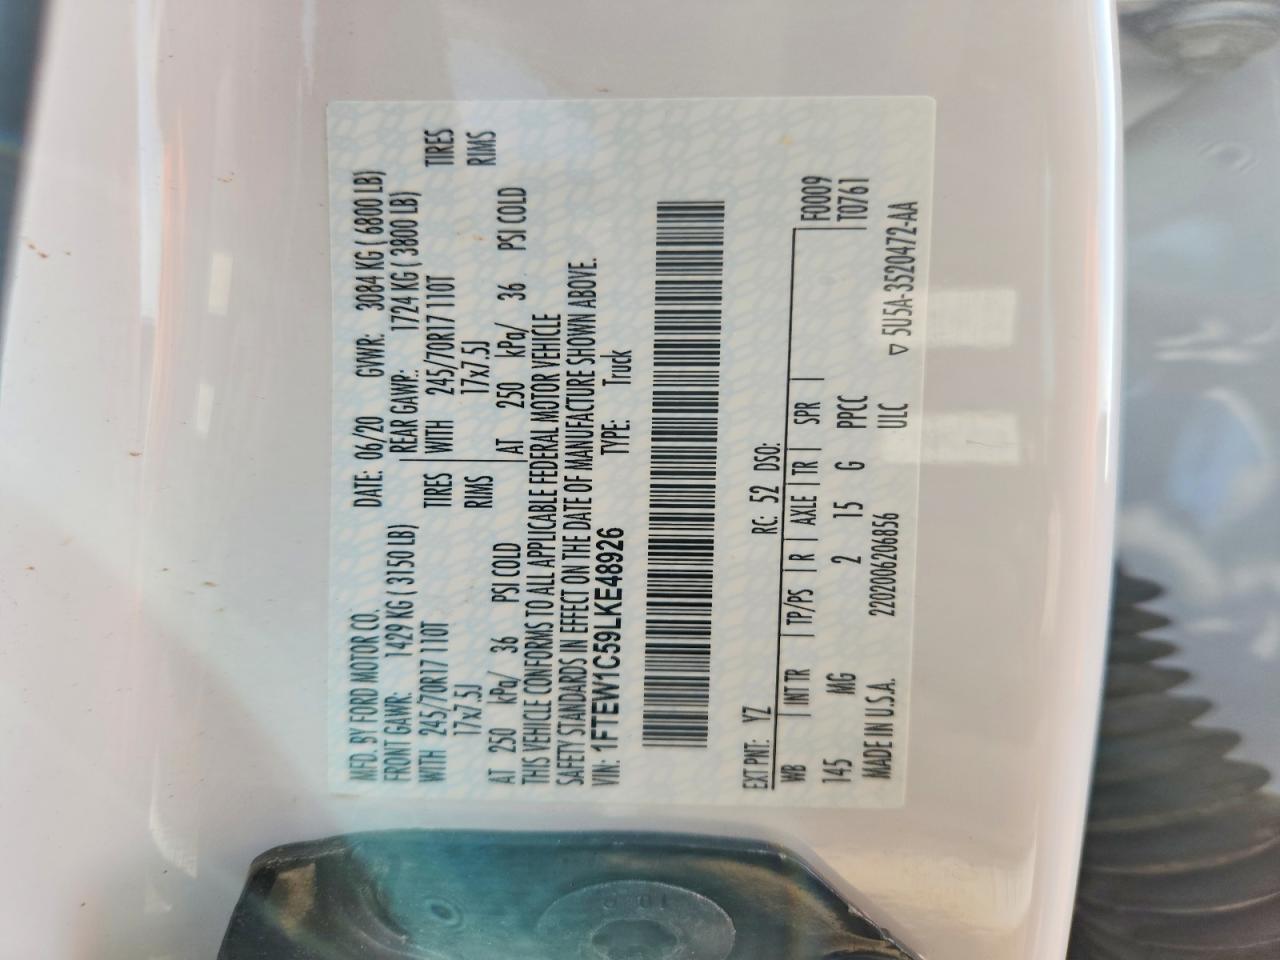 MFD. BY FORD MOTOR CO.
DATE: 06/20 GVWR: 3084 KG ( 6800 LB)
FRONT GAWR: 1429 KG ( 3150 LB)
REAR GAWR: 1724 KG ( 3800 LB)
WITH 245/70R17 110T TIRES
WITH 245/70R17 110T TIRES
17x7.5J RIMS
17x7.5J RIMS
AT 250 kPa/ 36 PSI COLD
AT 250 kPa/ 36 PSI COLD
THIS VEHICLE CONFORMS TO ALL APPLICABLE FEDERAL MOTOR VEHICLE
SAFETY STANDARDS IN EFFECT ON THE DATE OF MANUFACTURE SHOWN ABOVE.
VIN: 1FTEW1C59LKE48926 TYPE: Truck
EXT PNT: YZ RC: 52 DSO:
WB INT TR TP/PS R AXLE TR SPR F0009
145 MG 2 15 G PPCC T0761
MADE IN U.S.A. 2202006206856 ULC ▽ 5U5A-3520472-AA